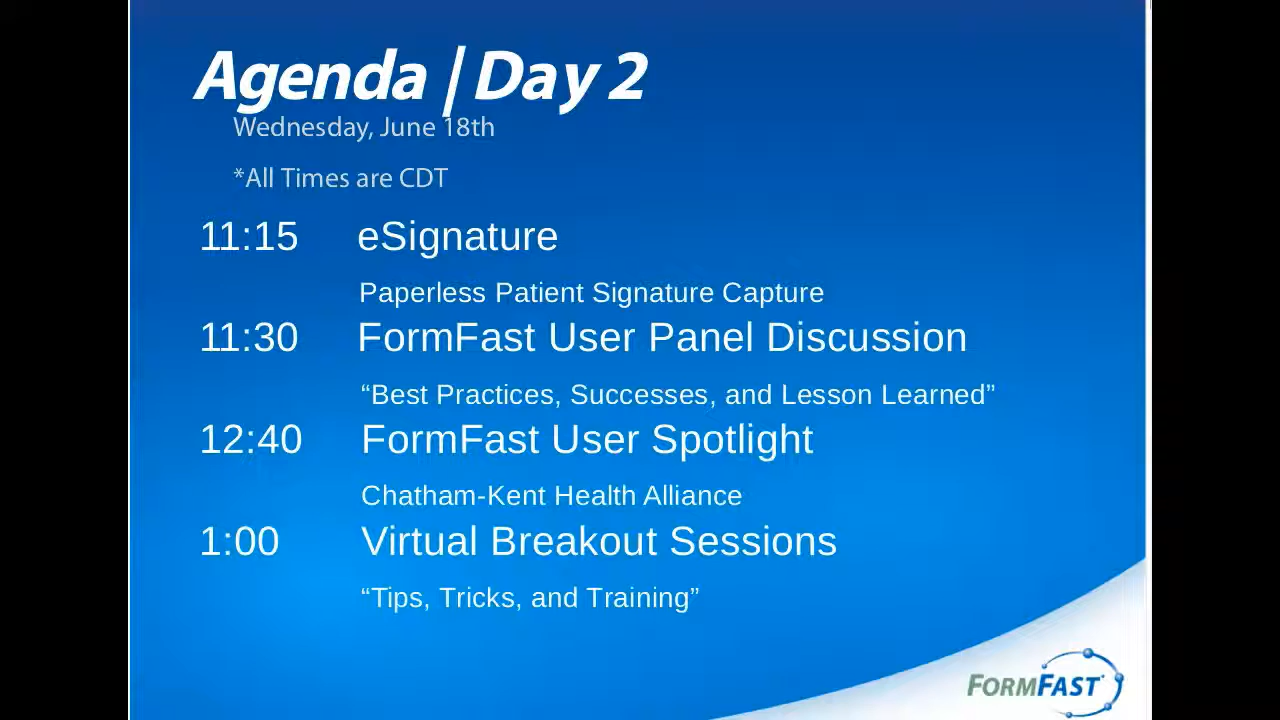 Agenda | Day 2
Wednesday, June 18th
*All Times are CDT
11:15 eSignature
Paperless Patient Signature Capture
11:30 FormFast User Panel Discussion
“Best Practices, Successes, and Lesson Learned”
12:40 FormFast User Spotlight
Chatham-Kent Health Alliance
1:00 Virtual Breakout Sessions
“Tips, Tricks, and Training”
FORMFAST